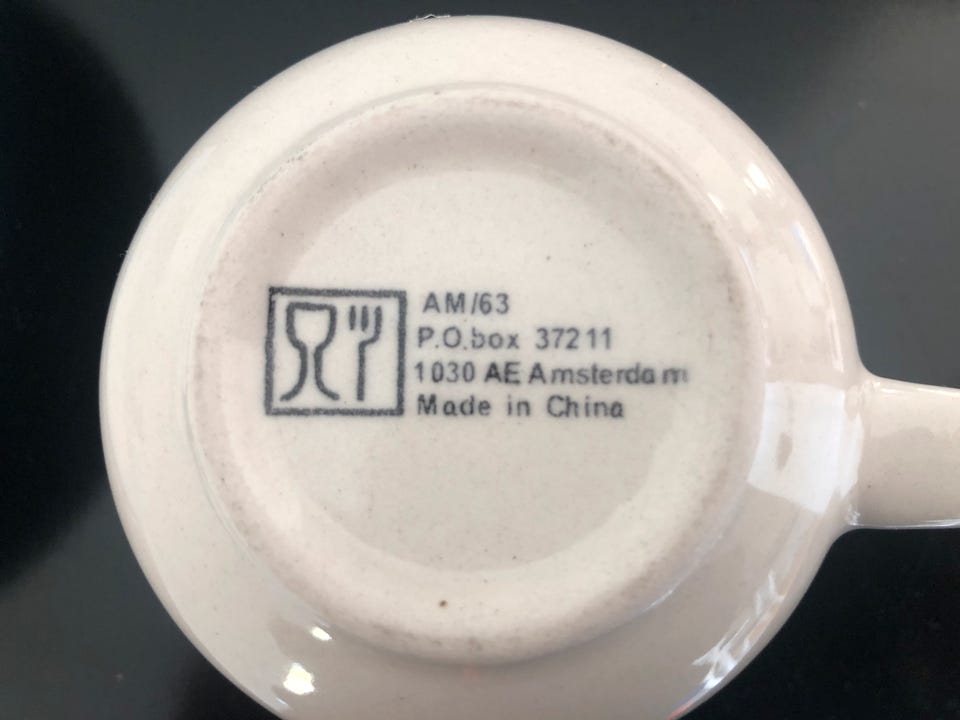 AM/63
P.O.box 37211
1030 AE Amsterdam
Made in China